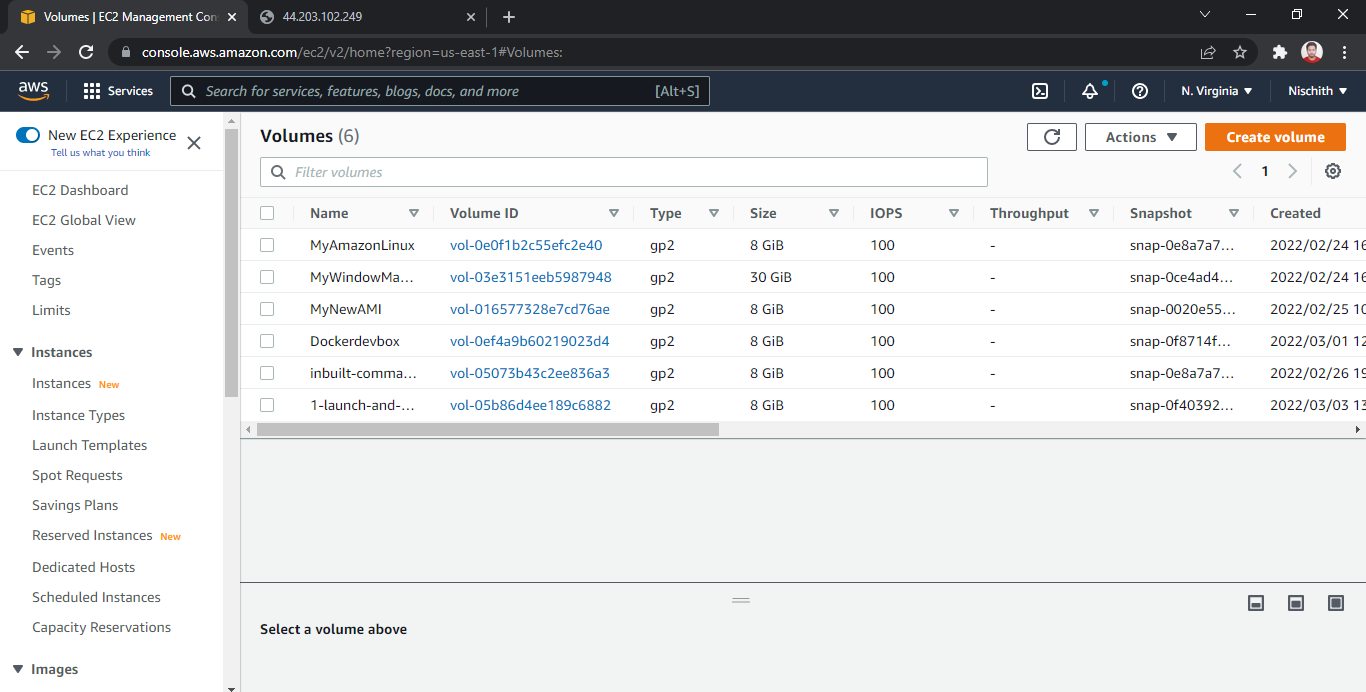 Volumes | EC2 Management Con
44.203.102.249
console.aws.amazon.com/ec2/v2/home?region=us-east-1#Volumes:
aws
Services
Search for services, features, blogs, docs, and more
[Alt+S]
N. Virginia
Nischith
New EC2 Experience
Tell us what you think
EC2 Dashboard
EC2 Global View
Events
Tags
Limits
Instances
Instances New
Instance Types
Launch Templates
Spot Requests
Savings Plans
Reserved Instances New
Dedicated Hosts
Scheduled Instances
Capacity Reservations
Images
Volumes (6)
Actions
Create volume
Filter volumes
1
Name Volume ID Type Size IOPS Throughput Snapshot Created
MyAmazonLinux vol-0e0f1b2c55efc2e40 gp2 8 GiB 100 - snap-0e8a7a7... 2022/02/24 16
MyWindowMa... vol-03e3151eeb5987948 gp2 30 GiB 100 - snap-0ce4ad4... 2022/02/24 16
MyNewAMI vol-016577328e7cd76ae gp2 8 GiB 100 - snap-0020e55... 2022/02/25 10
Dockerdevbox vol-0ef4a9b60219023d4 gp2 8 GiB 100 - snap-0f8714f... 2022/03/01 12
inbuilt-comma... vol-05073b43c2ee836a3 gp2 8 GiB 100 - snap-0e8a7a7... 2022/02/26 19
1-launch-and-... vol-05b86d4ee189c6882 gp2 8 GiB 100 - snap-0f40392... 2022/03/03 13
Select a volume above